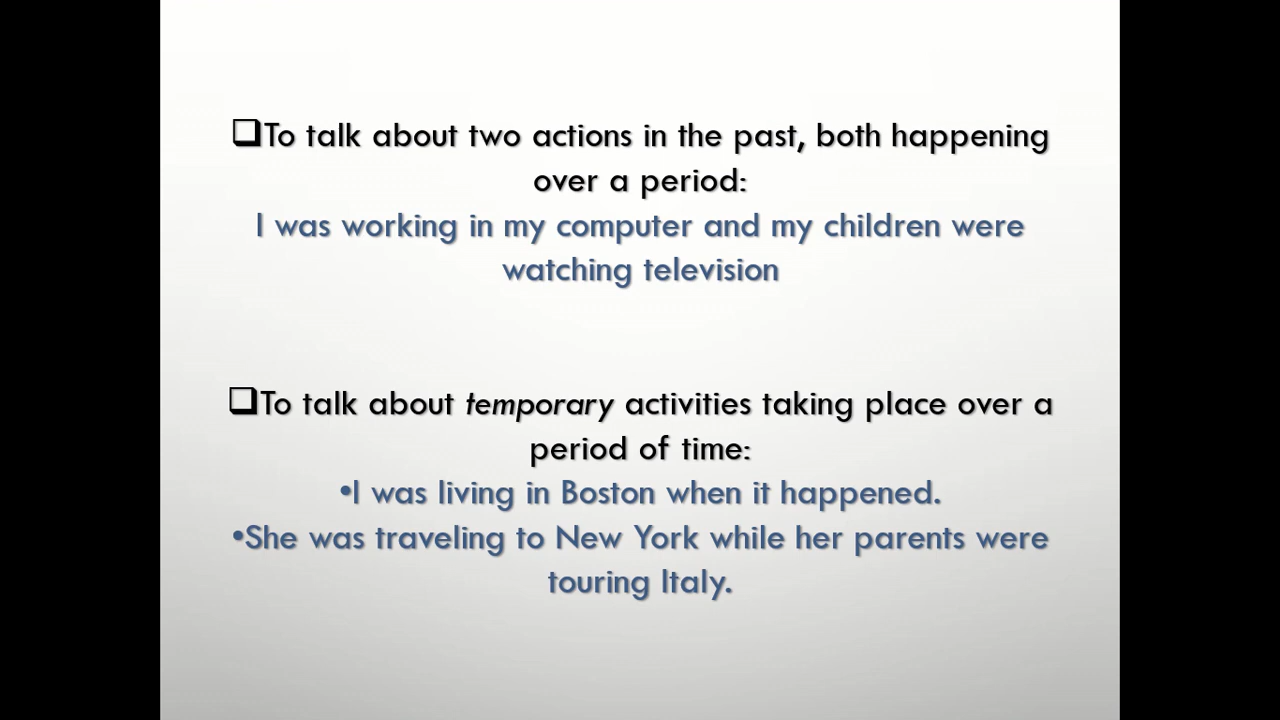 ❑To talk about two actions in the past, both happening
over a period:
I was working in my computer and my children were
watching television
❑To talk about temporary activities taking place over a
period of time:
•I was living in Boston when it happened.
•She was traveling to New York while her parents were
touring Italy.